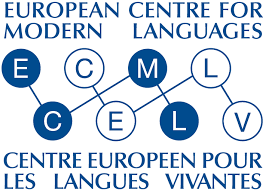 EUROPEAN CENTRE FOR
MODERN LANGUAGES
E C M L
C E L V
CENTRE EUROPEEN POUR
LES LANGUES VIVANTES